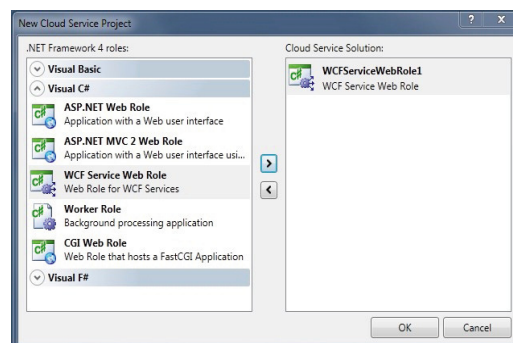 New Cloud Service Project
.NET Framework 4 roles:
Visual Basic
Visual C#
ASP.NET Web Role
Application with a Web user interface
ASP.NET MVC 2 Web Role
Application with a Web user interface usi...
WCF Service Web Role
Web Role for WCF Services
Worker Role
Background processing application
CGI Web Role
Web Role that hosts a FastCGI Application
Visual F#
Cloud Service Solution:
WCFServiceWebRole1
WCF Service Web Role
OK
Cancel